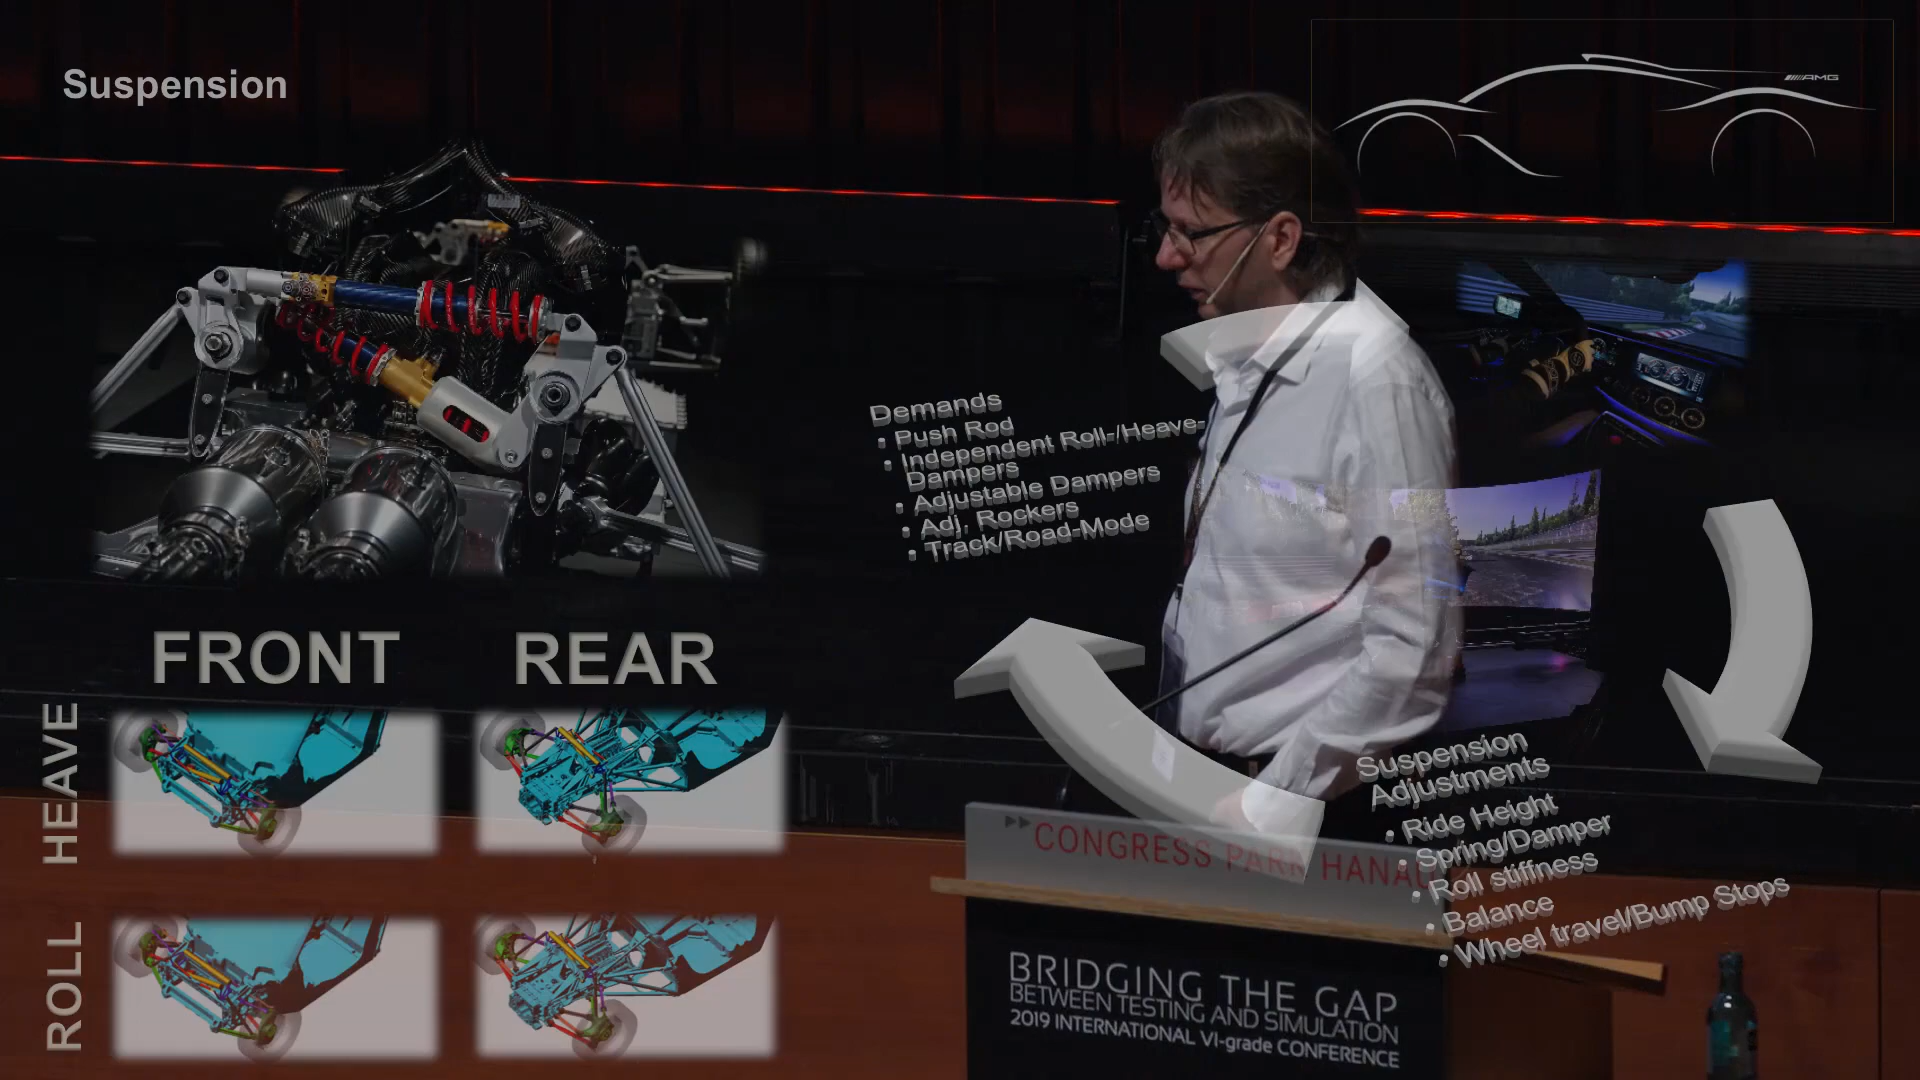 Suspension
AMG
Demands
• Push Rod
• Independent Roll-/Heave-
Dampers
• Adjustable Dampers
• Adj. Rockers
• Track/Road-Mode
FRONT
REAR
HEAVE
ROLL
Suspension
Adjustments
• Ride Height
• Spring/Damper
• Roll stiffness
• Balance
• Wheel travel/Bump Stops
CONGRESS PARK HANAU
BRIDGING THE GAP
BETWEEN TESTING AND SIMULATION
2019 INTERNATIONAL VI-grade CONFERENCE